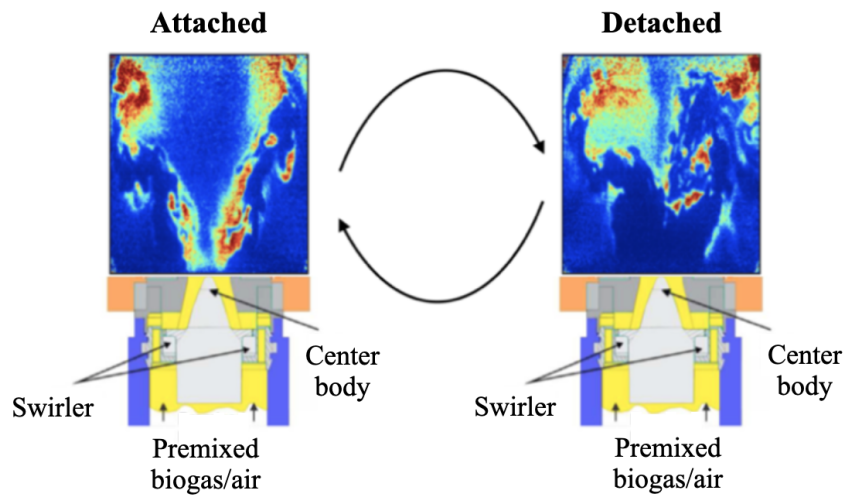 Attached
Detached
Swirler
Center
body
Premixed
biogas/air
Swirler
Center
body
Premixed
biogas/air